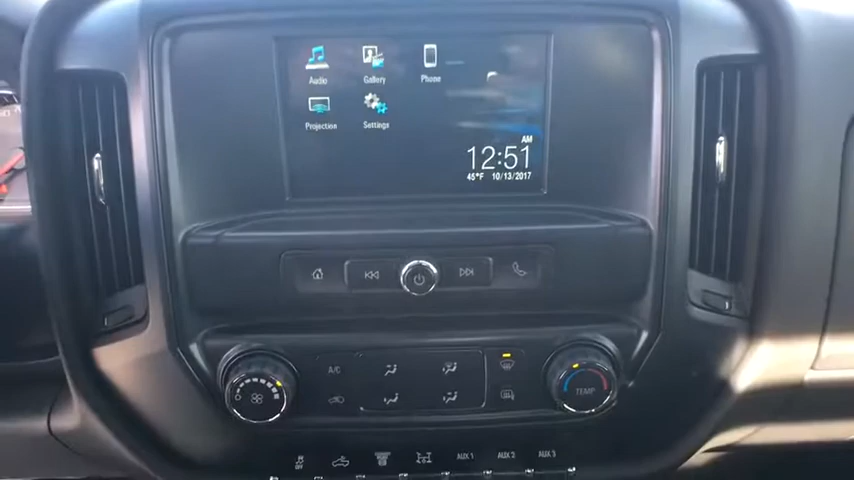 Audio Gallery Phone
Projection Settings
AM
12:51
45°F 10/13/2017
A/C
TEMP
OFF AUX 1 AUX 2 AUX 3